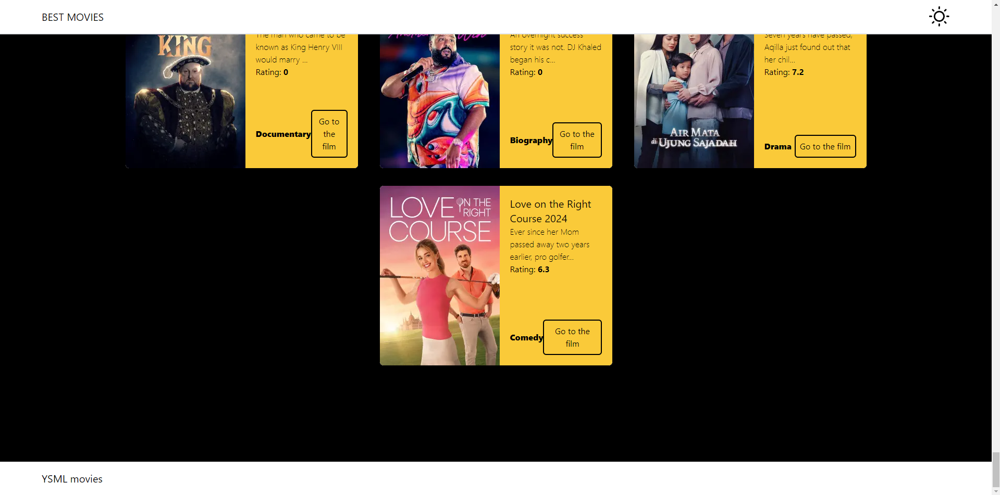 BEST MOVIES
KING
The man who came to be
known as King Henry VIII
would marry ...
Rating: 0
Documentary
Go to
the
film
An overnight success
story it was not. DJ Khaled
began his c...
Rating: 0
Biography
Go to the
film
AIR MATA
di UJUNG SAJADAH
Seven years have passed,
Aqilla just found out that
her chil...
Rating: 7.2
Drama
Go to the film
LOVE ON THE
RIGHT
COURSE
Love on the Right
Course 2024
Ever since her Mom
passed away two years
earlier, pro golfer...
Rating: 6.3
Comedy
Go to the
film
YSML movies